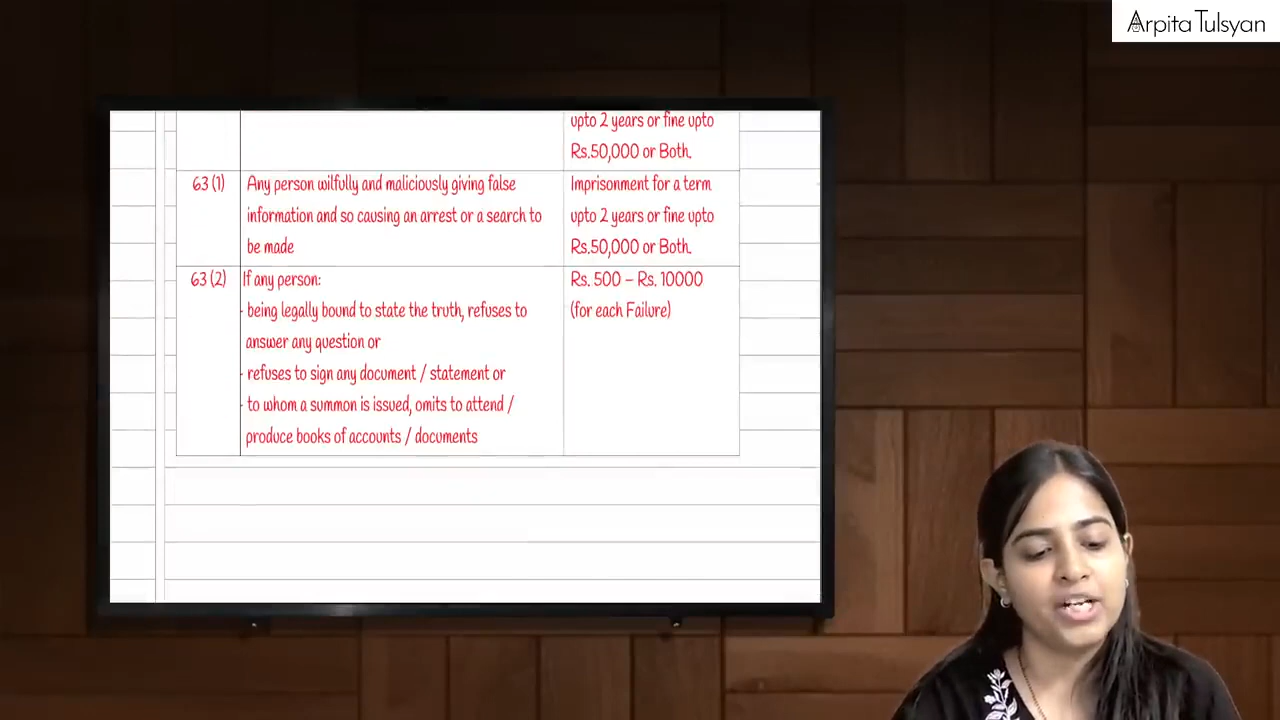 Arpita Tulsyan
upto 2 years or fine upto
Rs.50,000 or Both.
63 (1) Any person wilfully and maliciously giving false Imprisonment for a term
information and so causing an arrest or a search to upto 2 years or fine upto
be made Rs.50,000 or Both.
63 (2) If any person: Rs. 500 – Rs. 10000
- being legally bound to state the truth, refuses to (for each Failure)
answer any question or
- refuses to sign any document / statement or
- to whom a summon is issued, omits to attend /
produce books of accounts / documents